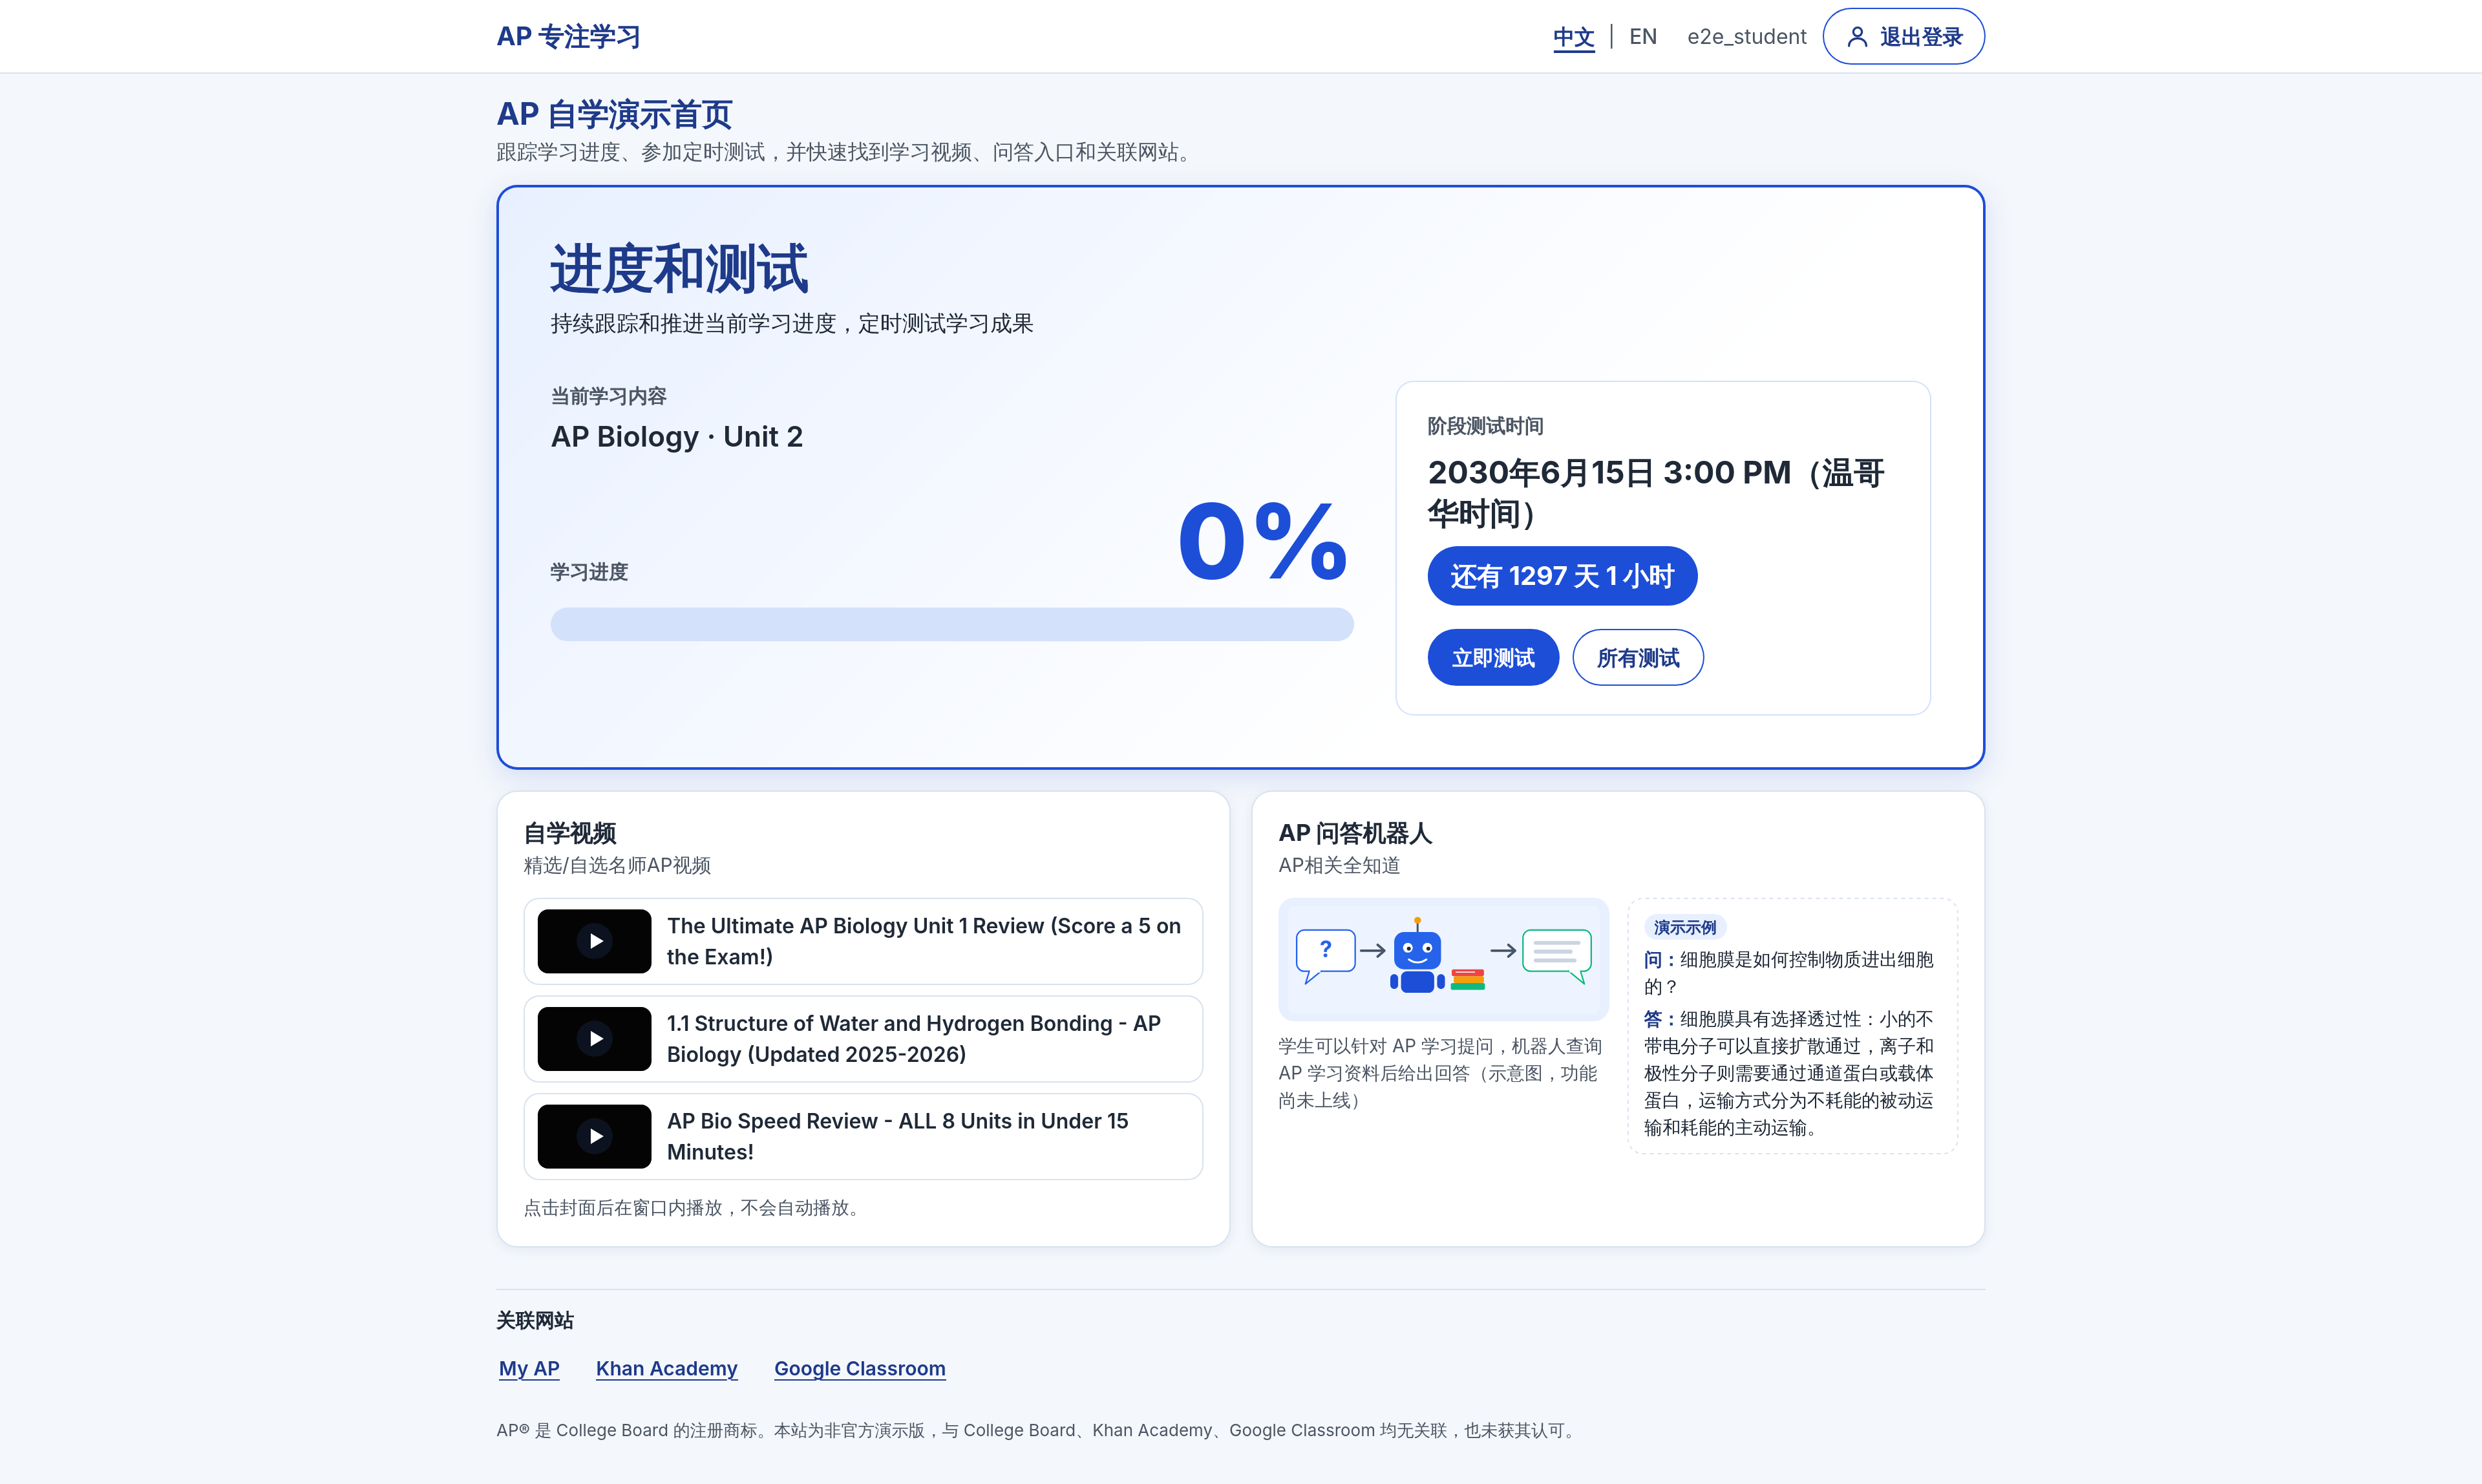 AP 专注学习
中文 | EN e2e_student 退出登录
AP 自学演示首页
跟踪学习进度、参加定时测试，并快速找到学习视频、问答入口和关联网站。
进度和测试
持续跟踪和推进当前学习进度，定时测试学习成果
当前学习内容
AP Biology · Unit 2
学习进度
0%
阶段测试时间
2030年6月15日 3:00 PM（温哥
华时间）
还有 1297 天 1 小时
立即测试 所有测试
自学视频
精选/自选名师AP视频
The Ultimate AP Biology Unit 1 Review (Score a 5 on
the Exam!)
1.1 Structure of Water and Hydrogen Bonding - AP
Biology (Updated 2025-2026)
AP Bio Speed Review - ALL 8 Units in Under 15
Minutes!
点击封面后在窗口内播放，不会自动播放。
AP 问答机器人
AP相关全知道
?
学生可以针对 AP 学习提问，机器人查询
AP 学习资料后给出回答（示意图，功能
尚未上线）
演示示例
问：细胞膜是如何控制物质进出细胞
的？
答：细胞膜具有选择透过性：小的不
带电分子可以直接扩散通过，离子和
极性分子则需要通过通道蛋白或载体
蛋白，运输方式分为不耗能的被动运
输和耗能的主动运输。
关联网站
My AP Khan Academy Google Classroom
AP® 是 College Board 的注册商标。本站为非官方演示版，与 College Board、Khan Academy、Google Classroom 均无关联，也未获其认可。